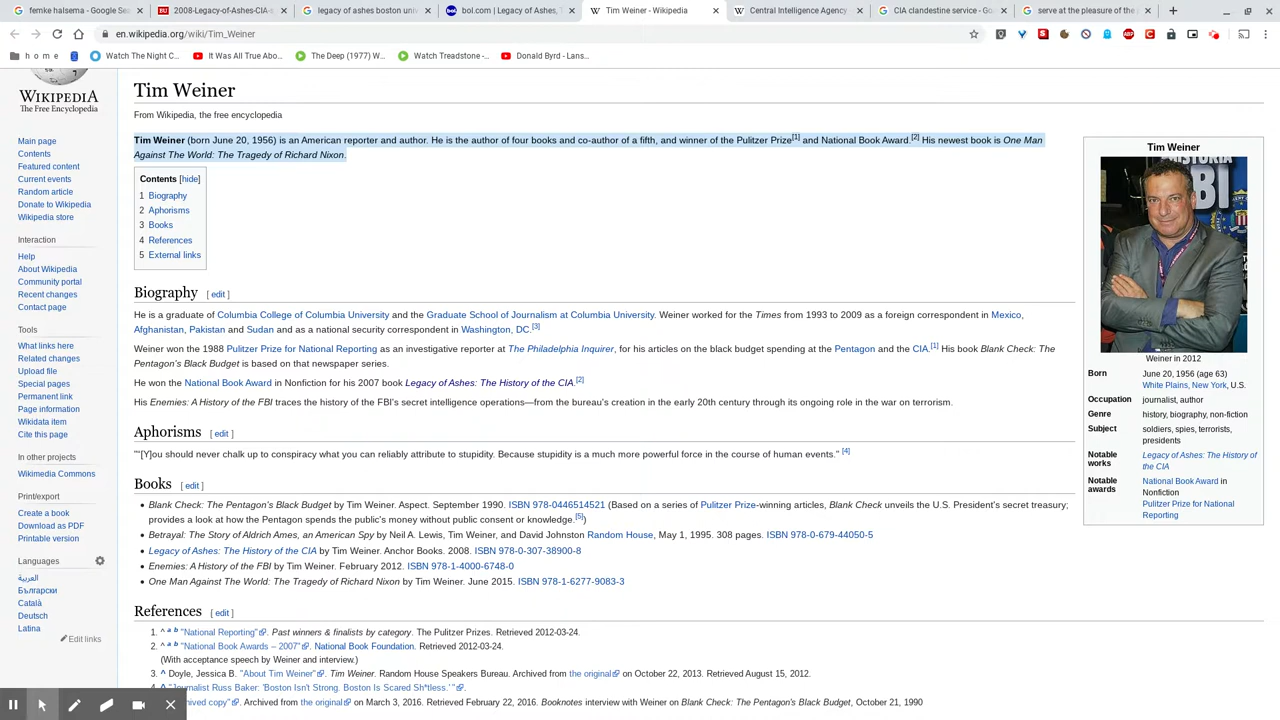 femke halsema - Google Sea
2008-Legacy-of-Ashes-CIA-s
legacy of ashes boston univ
bol.com | Legacy of Ashes, T
Tim Weiner - Wikipedia
Central Intelligence Agency
CIA clandestine service - Go
serve at the pleasure of the
en.wikipedia.org/wiki/Tim_Weiner
h o m e
Watch The Night C...
It Was All True Abo...
The Deep (1977) W...
Watch Treadstone -...
Donald Byrd - Lans...
WIKIPEDIA
The Free Encyclopedia
Main page
Contents
Featured content
Current events
Random article
Donate to Wikipedia
Wikipedia store
Interaction
Help
About Wikipedia
Community portal
Recent changes
Contact page
Tools
What links here
Related changes
Upload file
Special pages
Permanent link
Page information
Wikidata item
Cite this page
In other projects
Wikimedia Commons
Print/export
Create a book
Download as PDF
Printable version
Languages
العربية
Български
Català
Deutsch
Latina
Edit links
Tim Weiner
From Wikipedia, the free encyclopedia
Tim Weiner (born June 20, 1956) is an American reporter and author. He is the author of four books and co-author of a fifth, and winner of the Pulitzer Prize[1] and National Book Award.[2] His newest book is One Man
Against The World: The Tragedy of Richard Nixon.
Contents [hide]
1 Biography
2 Aphorisms
3 Books
4 References
5 External links
Biography [ edit ]
He is a graduate of Columbia College of Columbia University and the Graduate School of Journalism at Columbia University. Weiner worked for the Times from 1993 to 2009 as a foreign correspondent in Mexico,
Afghanistan, Pakistan and Sudan and as a national security correspondent in Washington, DC.[3]
Weiner won the 1988 Pulitzer Prize for National Reporting as an investigative reporter at The Philadelphia Inquirer, for his articles on the black budget spending at the Pentagon and the CIA.[1] His book Blank Check: The
Pentagon's Black Budget is based on that newspaper series.
He won the National Book Award in Nonfiction for his 2007 book Legacy of Ashes: The History of the CIA.[2]
His Enemies: A History of the FBI traces the history of the FBI's secret intelligence operations—from the bureau's creation in the early 20th century through its ongoing role in the war on terrorism.
Aphorisms [ edit ]
"“[Y]ou should never chalk up to conspiracy what you can reliably attribute to stupidity. Because stupidity is a much more powerful force in the course of human events." [4]
Books [ edit ]
• Blank Check: The Pentagon's Black Budget by Tim Weiner. Aspect. September 1990. ISBN 978-0446514521 (Based on a series of Pulitzer Prize-winning articles, Blank Check unveils the U.S. President's secret treasury;
provides a look at how the Pentagon spends the public's money without public consent or knowledge.[5])
• Betrayal: The Story of Aldrich Ames, an American Spy by Neil A. Lewis, Tim Weiner, and David Johnston Random House, May 1, 1995. 308 pages. ISBN 0-679-44050-5
• Legacy of Ashes: The History of the CIA by Tim Weiner. Anchor Books. 2008. ISBN 978-0-307-38900-8
• Enemies: A History of the FBI by Tim Weiner. February 2012. ISBN 978-1-4000-6748-0
• One Man Against The World: The Tragedy of Richard Nixon by Tim Weiner. June 2015. ISBN 978-1-6277-9083-3
References [ edit ]
1. ^ a b "National Reporting". Past winners & finalists by category. The Pulitzer Prizes. Retrieved 2012-03-24.
2. ^ a b "National Book Awards – 2007". National Book Foundation. Retrieved 2012-03-24.
(With acceptance speech by Weiner and interview.)
3. ^ Doyle, Jessica B. "About Tim Weiner". Tim Weiner. Random House Speakers Bureau. Archived from the original on October 22, 2013. Retrieved August 15, 2012.
4. ^ "Journalist Russ Baker: 'Boston Isn't Strong. Boston Is Scared Sh*tless.' ".
hived copy". Archived from the original on March 3, 2016. Retrieved February 22, 2016. Booknotes interview with Weiner on Blank Check: The Pentagon's Black Budget, October 21, 1990
Tim Weiner
HISTORIA
BI
Weiner in 2012
Born June 20, 1956 (age 63)
White Plains, New York, U.S.
Occupation journalist, author
Genre history, biography, non-fiction
Subject soldiers, spies, terrorists,
presidents
Notable works Legacy of Ashes: The History of
the CIA
Notable awards National Book Award in
Nonfiction
Pulitzer Prize for National
Reporting